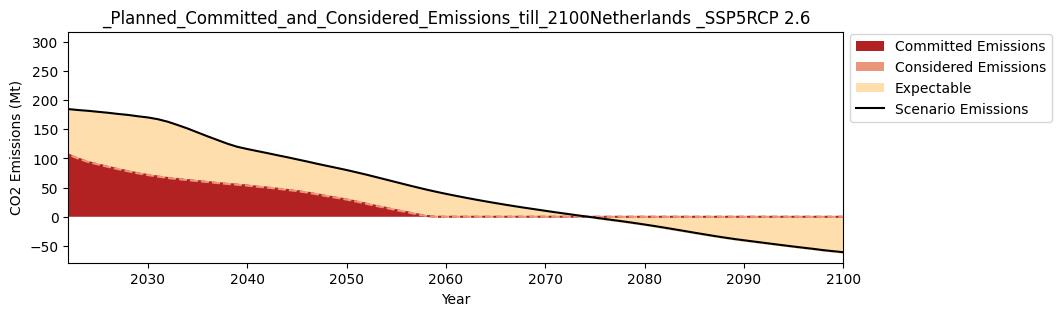 _Planned_Committed_and_Considered_Emissions_till_2100Netherlands _SSP5RCP 2.6
300
250
200
150
100
50
0
−50
CO2 Emissions (Mt)
2030 2040 2050 2060 2070 2080 2090 2100
Year
Committed Emissions
Considered Emissions
Expectable
Scenario Emissions